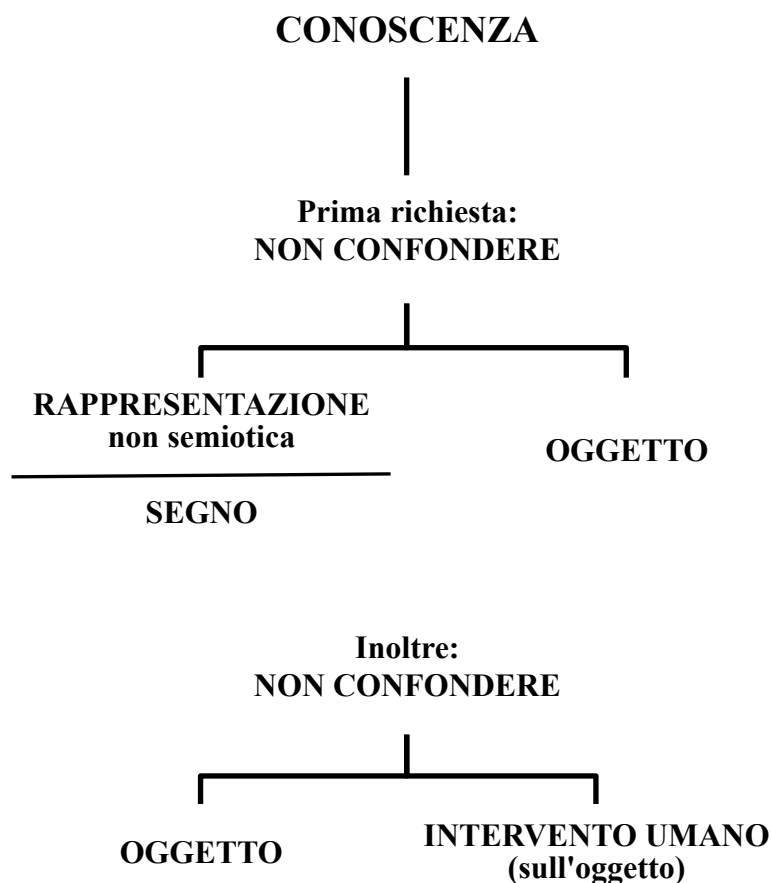 CONOSCENZA
Prima richiesta:
NON CONFONDERE
RAPPRESENTAZIONE
non semiotica
SEGNO
OGGETTO
Inoltre:
NON CONFONDERE
OGGETTO
INTERVENTO UMANO
(sull'oggetto)